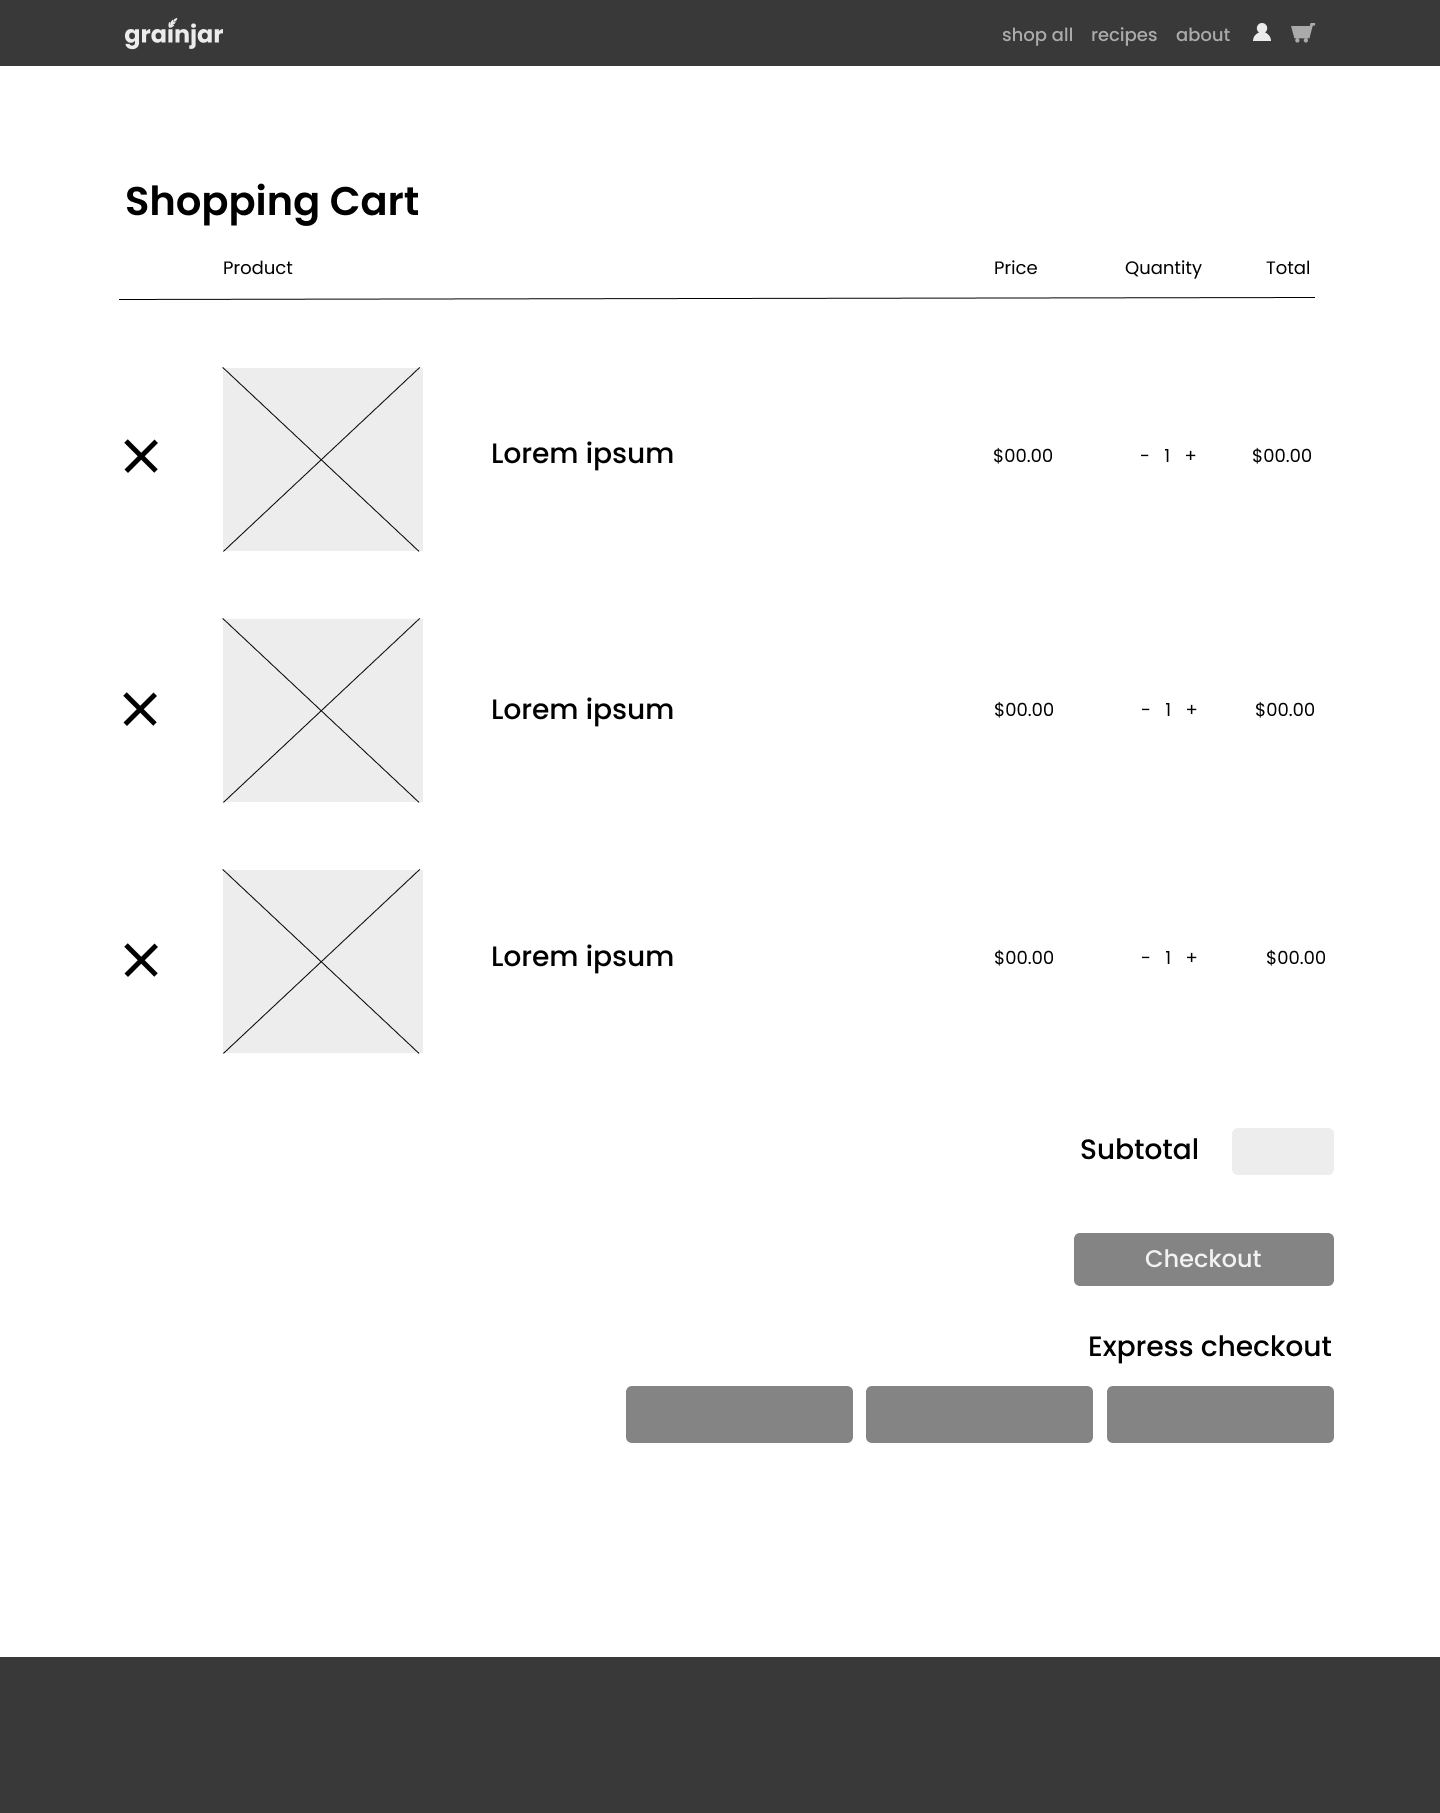 grainjar shop all recipes about
Shopping Cart
Product Price Quantity Total
Lorem ipsum $00.00 - 1 + $00.00
Lorem ipsum $00.00 - 1 + $00.00
Lorem ipsum $00.00 - 1 + $00.00
Subtotal
Checkout
Express checkout